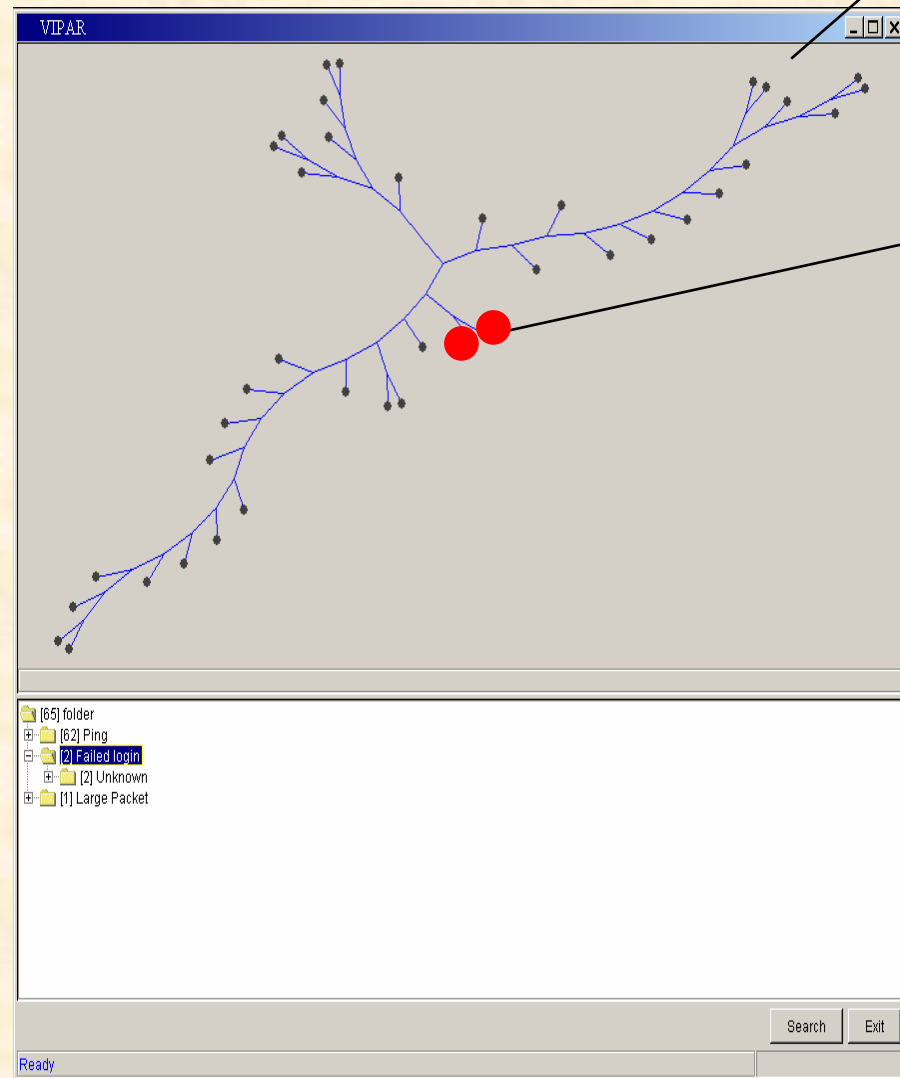 VIPAR
[65] folder
[62] Ping
[2] Failed login
[2] Unknown
[1] Large Packet
Search Exit
Ready